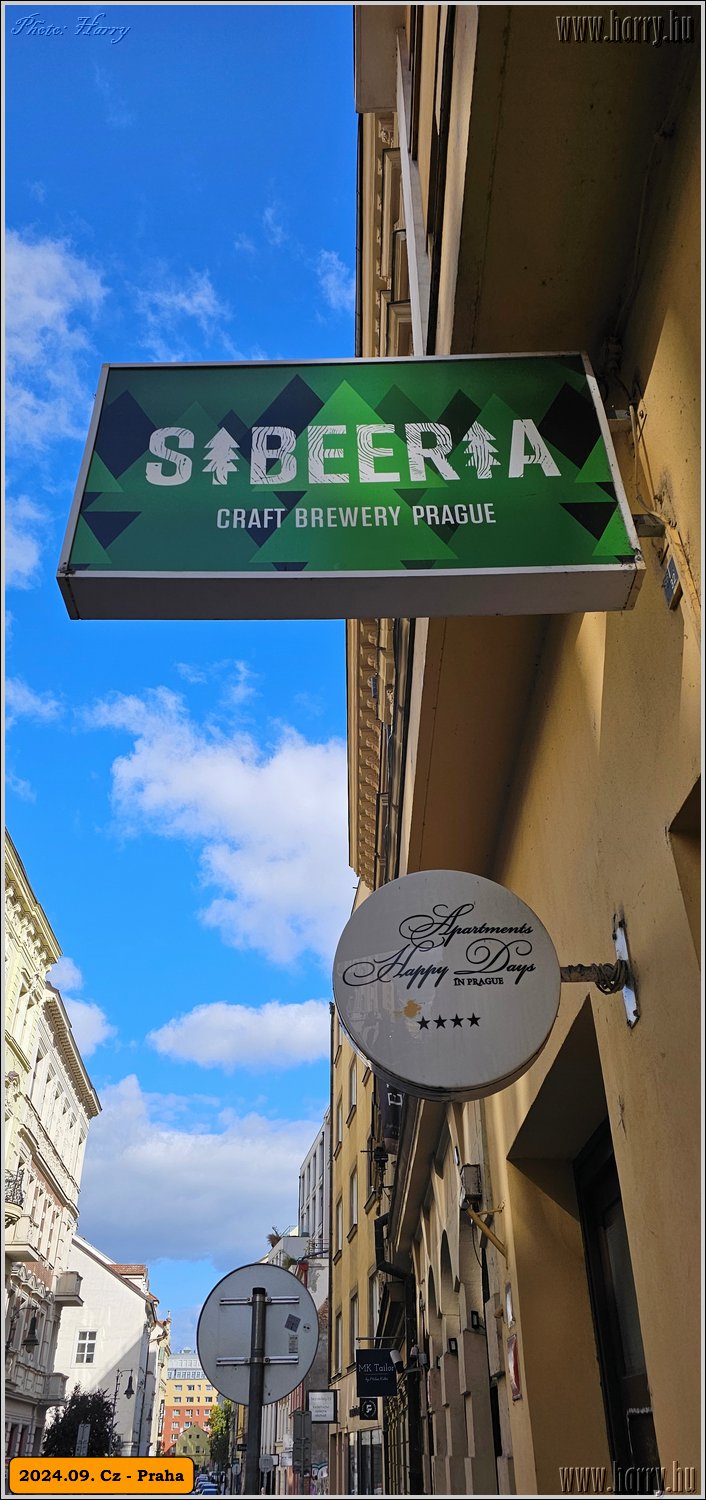 Photo: Harry
www.harry.hu
SIBEERIA
CRAFT BREWERY PRAGUE
Apartments
Happy Days
IN PRAGUE
MK Tailor
2024.09. Cz - Praha
www.harry.hu